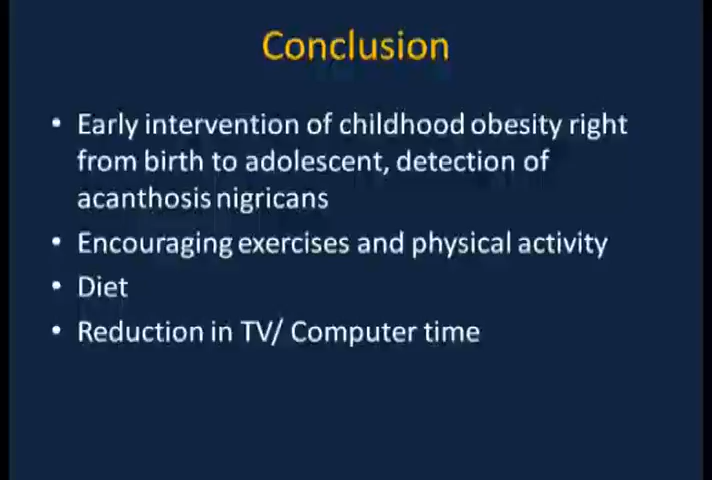 Conclusion
• Early intervention of childhood obesity right
from birth to adolescent, detection of
acanthosis nigricans
• Encouraging exercises and physical activity
• Diet
• Reduction in TV/ Computer time